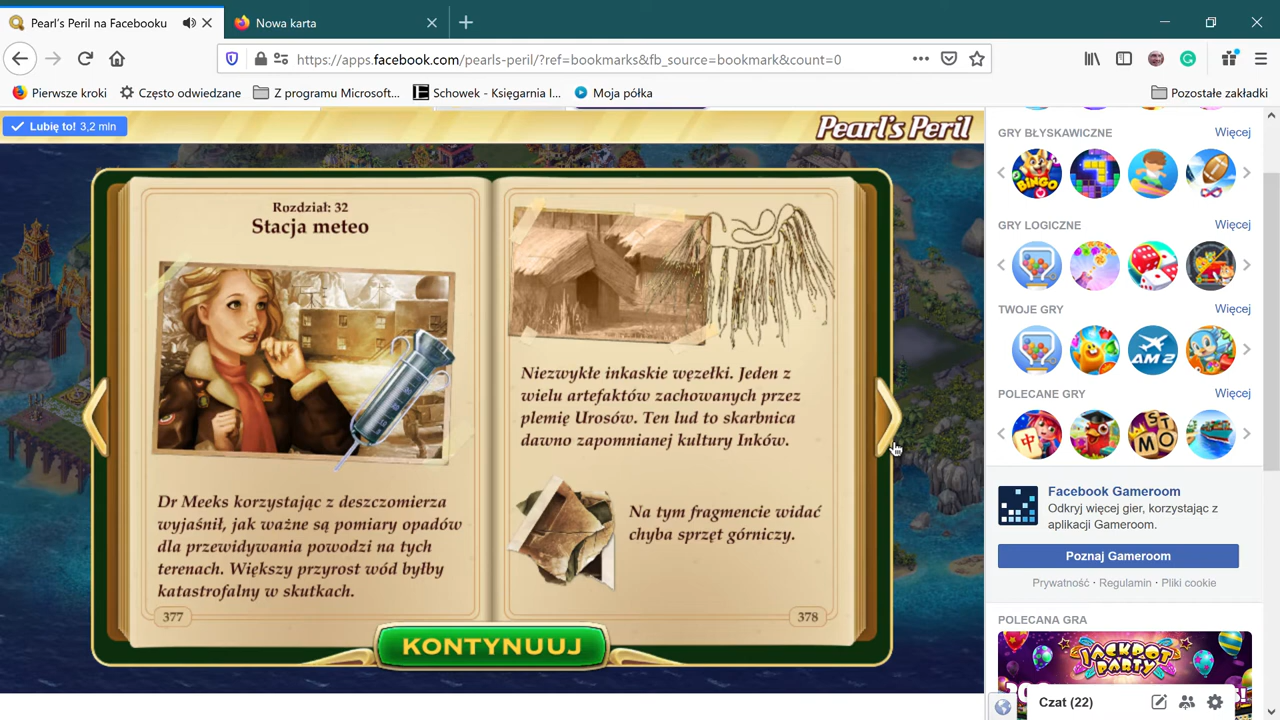 Pearl's Peril na Facebooku
Nowa karta
https://apps.facebook.com/pearls-peril/?ref=bookmarks&fb_source=bookmark&count=0
Pierwsze kroki
Często odwiedzane
Z programu Microsoft...
Schowek - Księgarnia I...
Moja półka
Pozostałe zakładki
Lubię to! 3,2 mln
Pearl's Peril
Rozdział: 32
Stacja meteo
Dr Meeks korzystając z deszczomierza
wyjaśnił, jak ważne są pomiary opadów
dla przewidywania powodzi na tych
terenach. Większy przyrost wód byłby
katastrofalny w skutkach.
377
Niezwykłe inkaskie węzełki. Jeden z
wielu artefaktów zachowanych przez
plemię Urosów. Ten lud to skarbnica
dawno zapomnianej kultury Inków.
Na tym fragmencie widać
chyba sprzęt górniczy.
378
KONTYNUUJ
GRY BŁYSKAWICZNE
Więcej
BINGO
GRY LOGICZNE
Więcej
TWOJE GRY
Więcej
AM2
POLECANE GRY
Więcej
Facebook Gameroom
Odkryj więcej gier, korzystając z
aplikacji Gameroom.
Poznaj Gameroom
Prywatność · Regulamin · Pliki cookie
POLECANA GRA
JACKPOT
PARTY
Czat (22)